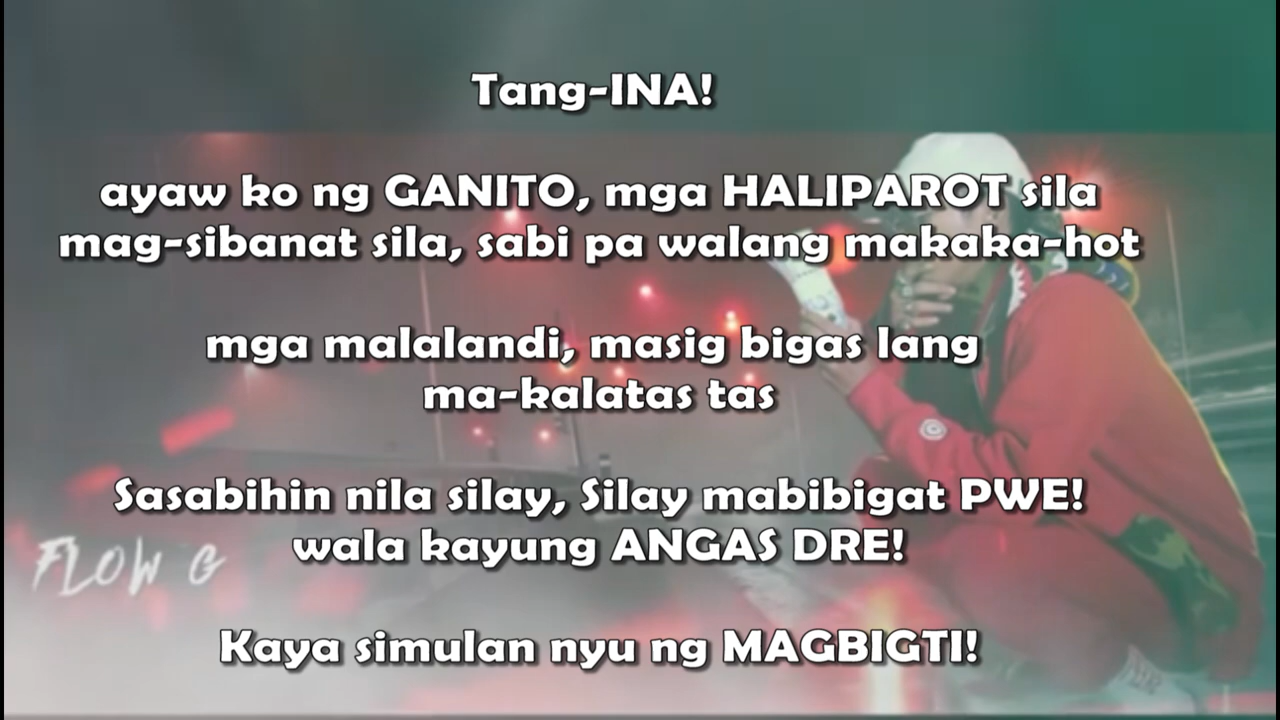 Tang-INA!
ayaw ko ng GANITO, mga HALIPAROT sila
mag-sibanat sila, sabi pa walang makaka-hot
mga malalandi, masig bigas lang
ma-kalatas tas
Sasabihin nila silay, Silay mabibigat PWE!
wala kayung ANGAS DRE!
FLOW G
Kaya simulan nyu ng MAGBIGTI!